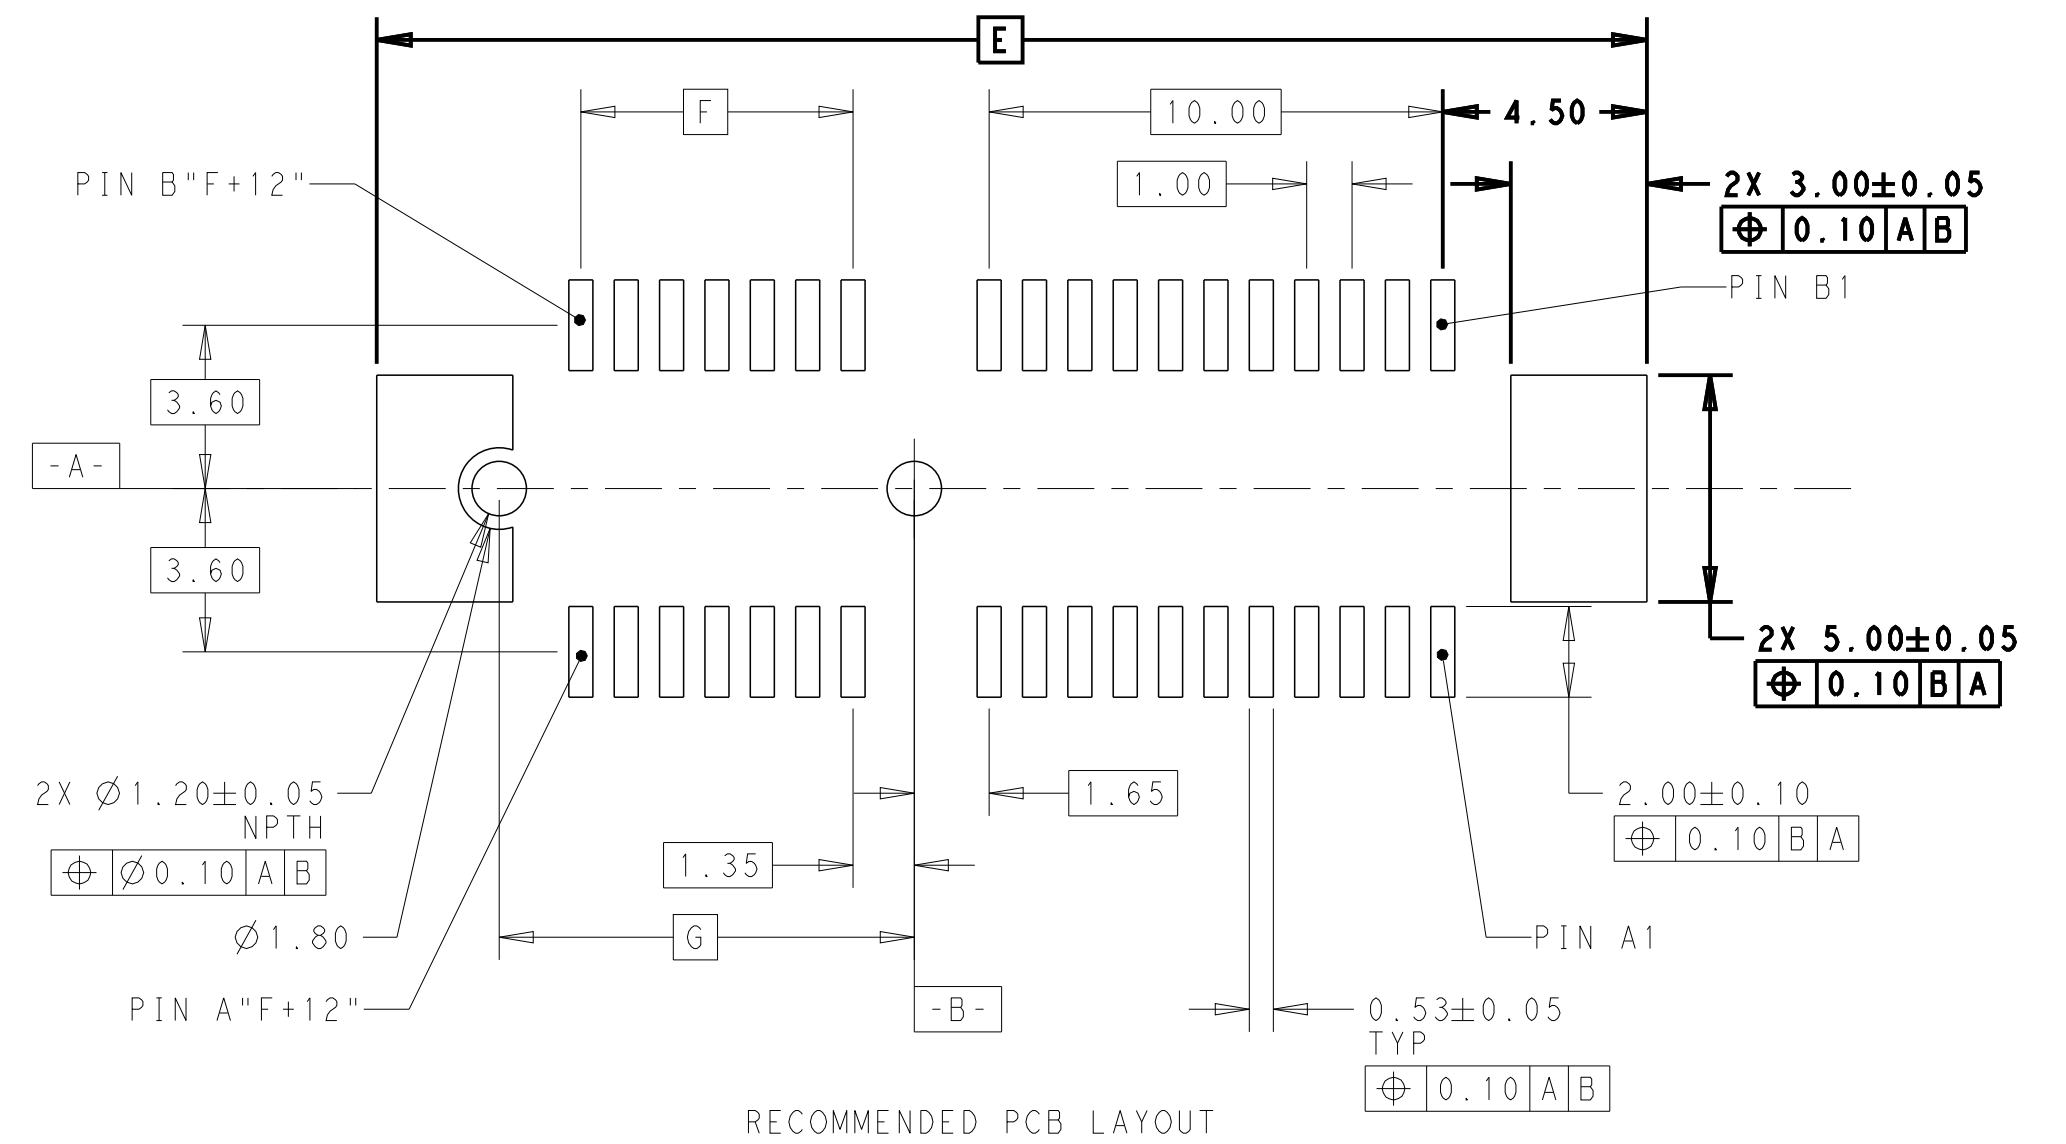 E
F
10.00
4.50
PIN B"F+12"
1.00
2X 3.00±0.05
⌖ 0.10 A B
PIN B1
3.60
-A-
3.60
2X 5.00±0.05
⌖ 0.10 B A
2X Ø1.20±0.05
NPTH
⌖ Ø0.10 A B
1.65
2.00±0.10
⌖ 0.10 B A
1.35
Ø1.80
G
PIN A1
PIN A"F+12"
-B-
0.53±0.05
TYP
⌖ 0.10 A B
RECOMMENDED PCB LAYOUT